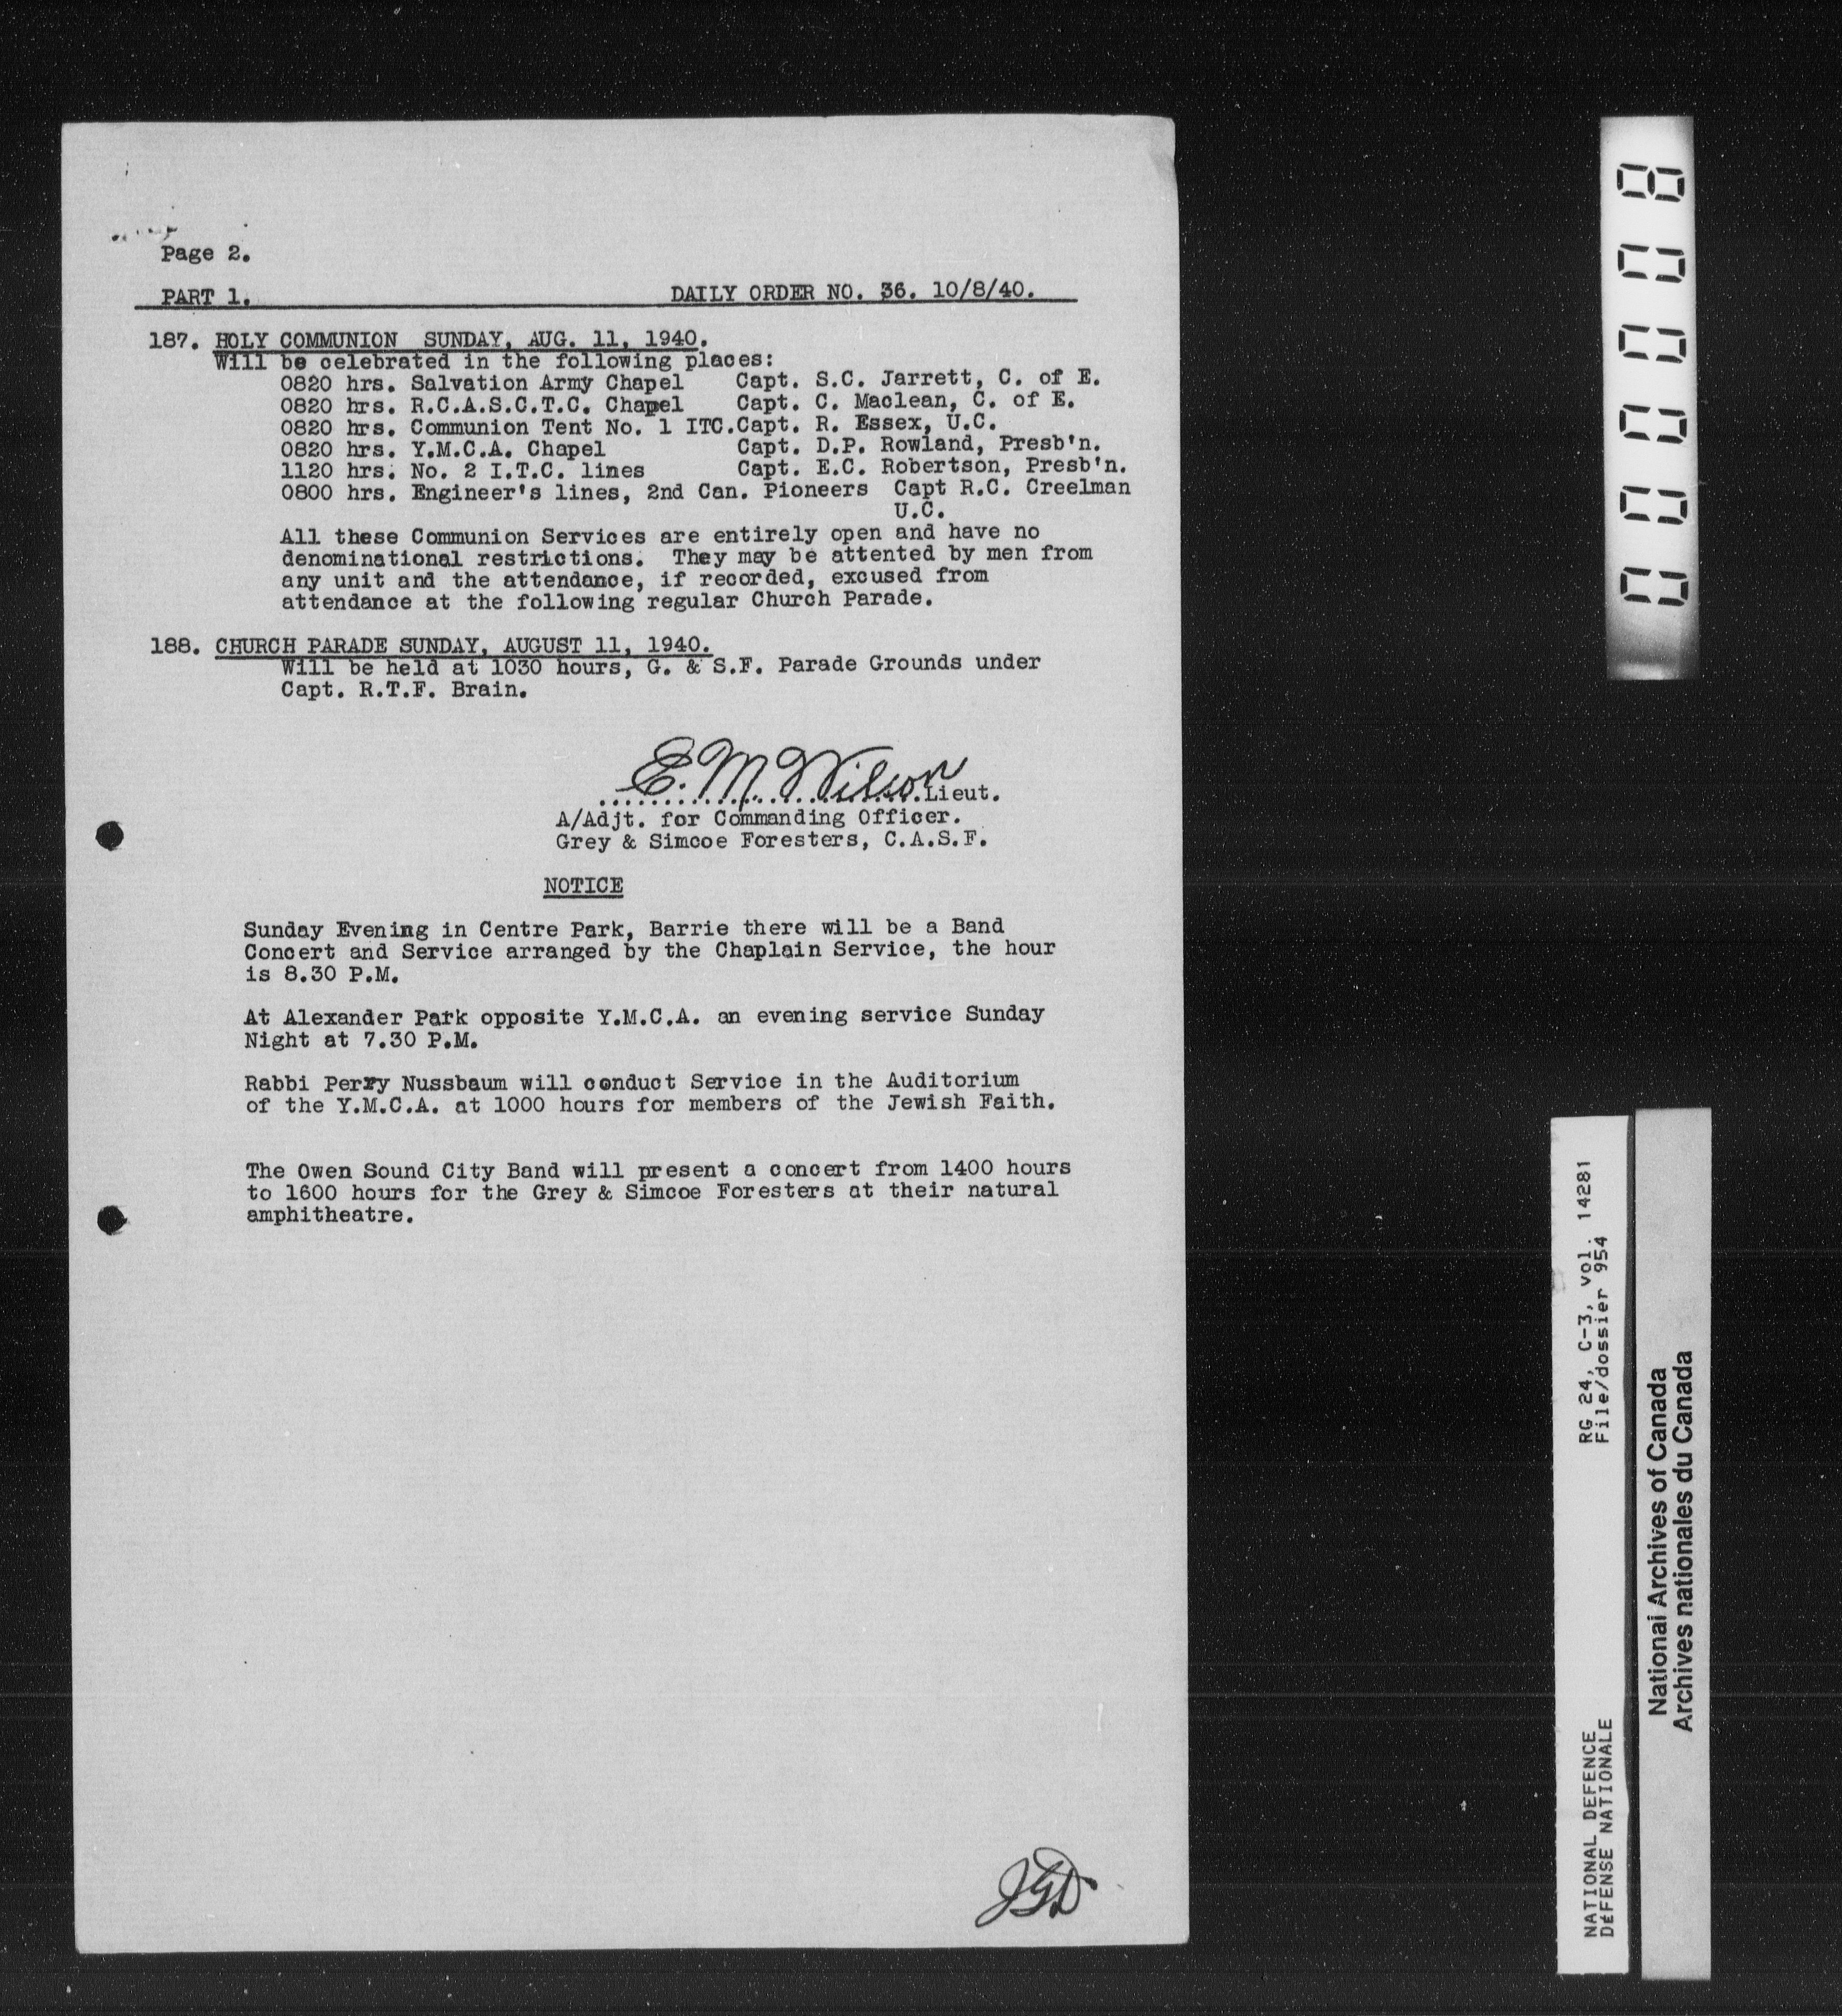 Page 2.
PART 1. DAILY ORDER NO. 36. 10/8/40.
187. HOLY COMMUNION SUNDAY, AUG. 11, 1940.
Will be celebrated in the following places:
0820 hrs. Salvation Army Chapel Capt. S.C. Jarrett, C. of E.
0820 hrs. R.C.A.S.C.T.C. Chapel Capt. C. Maclean, C. of E.
0820 hrs. Communion Tent No. 1 ITC.Capt. R. Essex, U.C.
0820 hrs. Y.M.C.A. Chapel Capt. D.P. Rowland, Presb'n.
1120 hrs. No. 2 I.T.C. lines Capt. E.C. Robertson, Presb'n.
0800 hrs. Engineer's lines, 2nd Can. Pioneers Capt R.C. Creelman
U.C.
All these Communion Services are entirely open and have no
denominational restrictions. They may be attented by men from
any unit and the attendance, if recorded, excused from
attendance at the following regular Church Parade.
188. CHURCH PARADE SUNDAY, AUGUST 11, 1940.
Will be held at 1030 hours, G. & S.F. Parade Grounds under
Capt. R.T.F. Brain.
E. M. Wilson
.........................Lieut.
A/Adjt. for Commanding Officer.
Grey & Simcoe Foresters, C.A.S.F.
NOTICE
Sunday Evening in Centre Park, Barrie there will be a Band
Concert and Service arranged by the Chaplain Service, the hour
is 8.30 P.M.
At Alexander Park opposite Y.M.C.A. an evening service Sunday
Night at 7.30 P.M.
Rabbi Perry Nussbaum will conduct Service in the Auditorium
of the Y.M.C.A. at 1000 hours for members of the Jewish Faith.
The Owen Sound City Band will present a concert from 1400 hours
to 1600 hours for the Grey & Simcoe Foresters at their natural
amphitheatre.
JGD
000008
RG 24, C-3, vol. 14281
File/dossier 954
NATIONAL DEFENCE
DÉFENSE NATIONALE
National Archives of Canada
Archives nationales du Canada